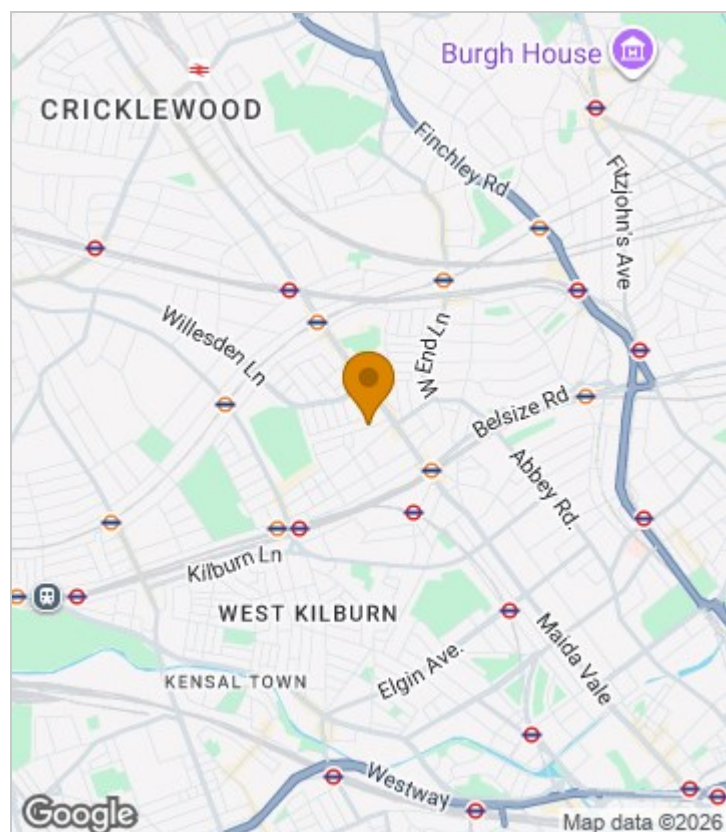 Burgh House
CRICKLEWOOD
Finchley Rd
Fitzjohn's Ave
Willesden Ln
W End Ln
Belsize Rd
Abbey Rd.
Kilburn Ln
WEST KILBURN
Maida Vale
Elgin Ave.
KENSAL TOWN
Westway
Google
Map data ©2026